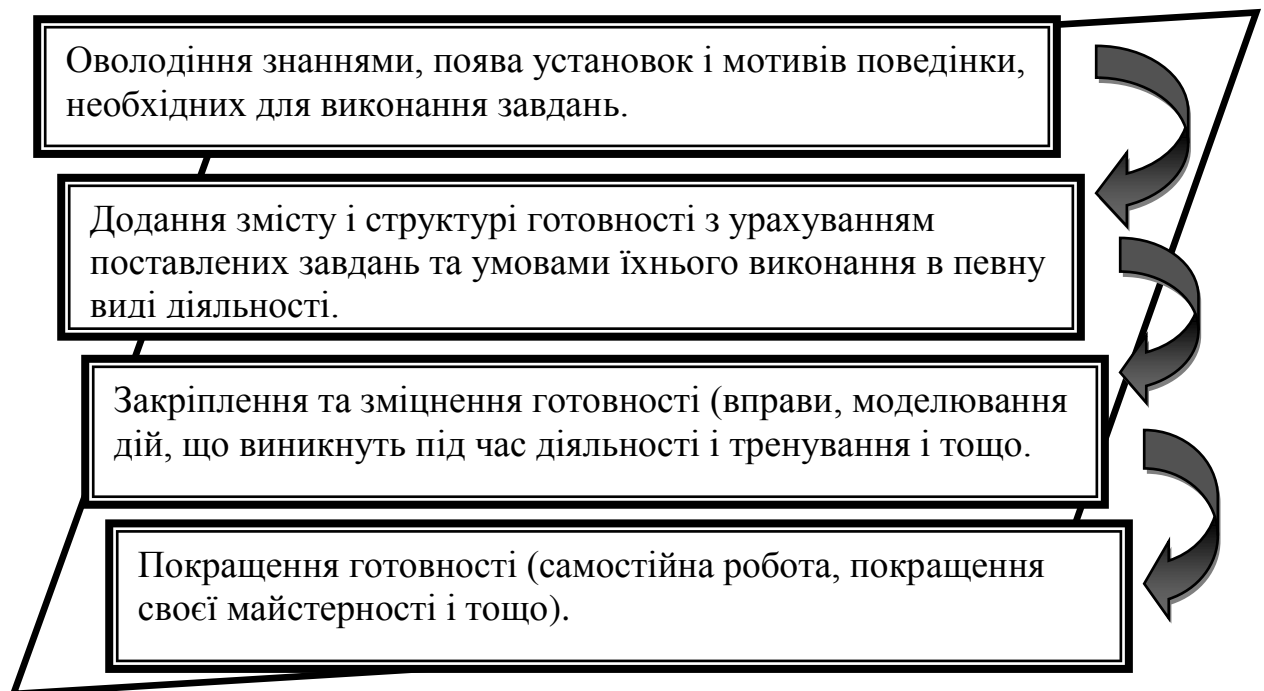 Оволодіння знаннями, поява установок і мотивів поведінки,
необхідних для виконання завдань.
Додання змісту і структурі готовності з урахуванням
поставлених завдань та умовами їхнього виконання в певну
виді діяльності.
Закріплення та зміцнення готовності (вправи, моделювання
дій, що виникнуть під час діяльності і тренування і тощо.
Покращення готовності (самостійна робота, покращення
своєї майстерності і тощо).